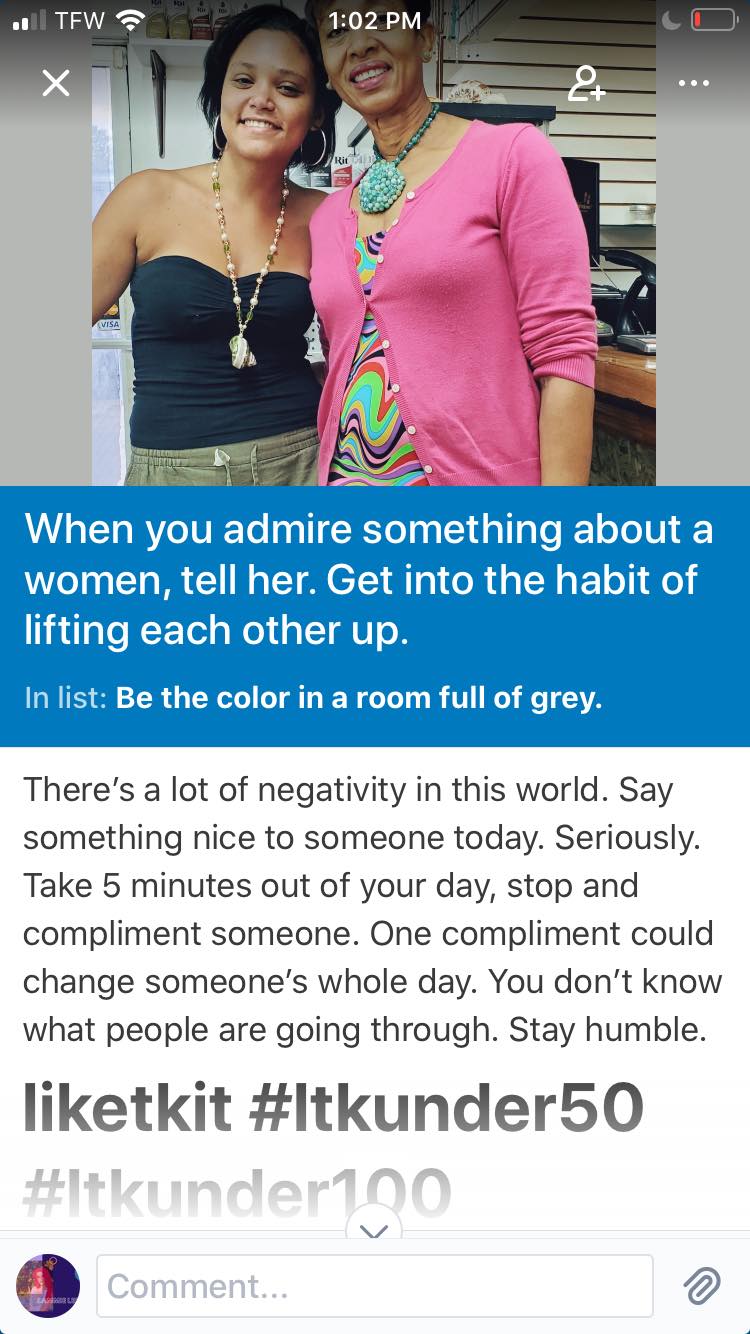 TFW 1:02 PM
Rit
VISA
When you admire something about a
women, tell her. Get into the habit of
lifting each other up.
In list: Be the color in a room full of grey.
There’s a lot of negativity in this world. Say
something nice to someone today. Seriously.
Take 5 minutes out of your day, stop and
compliment someone. One compliment could
change someone’s whole day. You don’t know
what people are going through. Stay humble.
liketkit #ltkunder50
#ltkunder100
Comment...